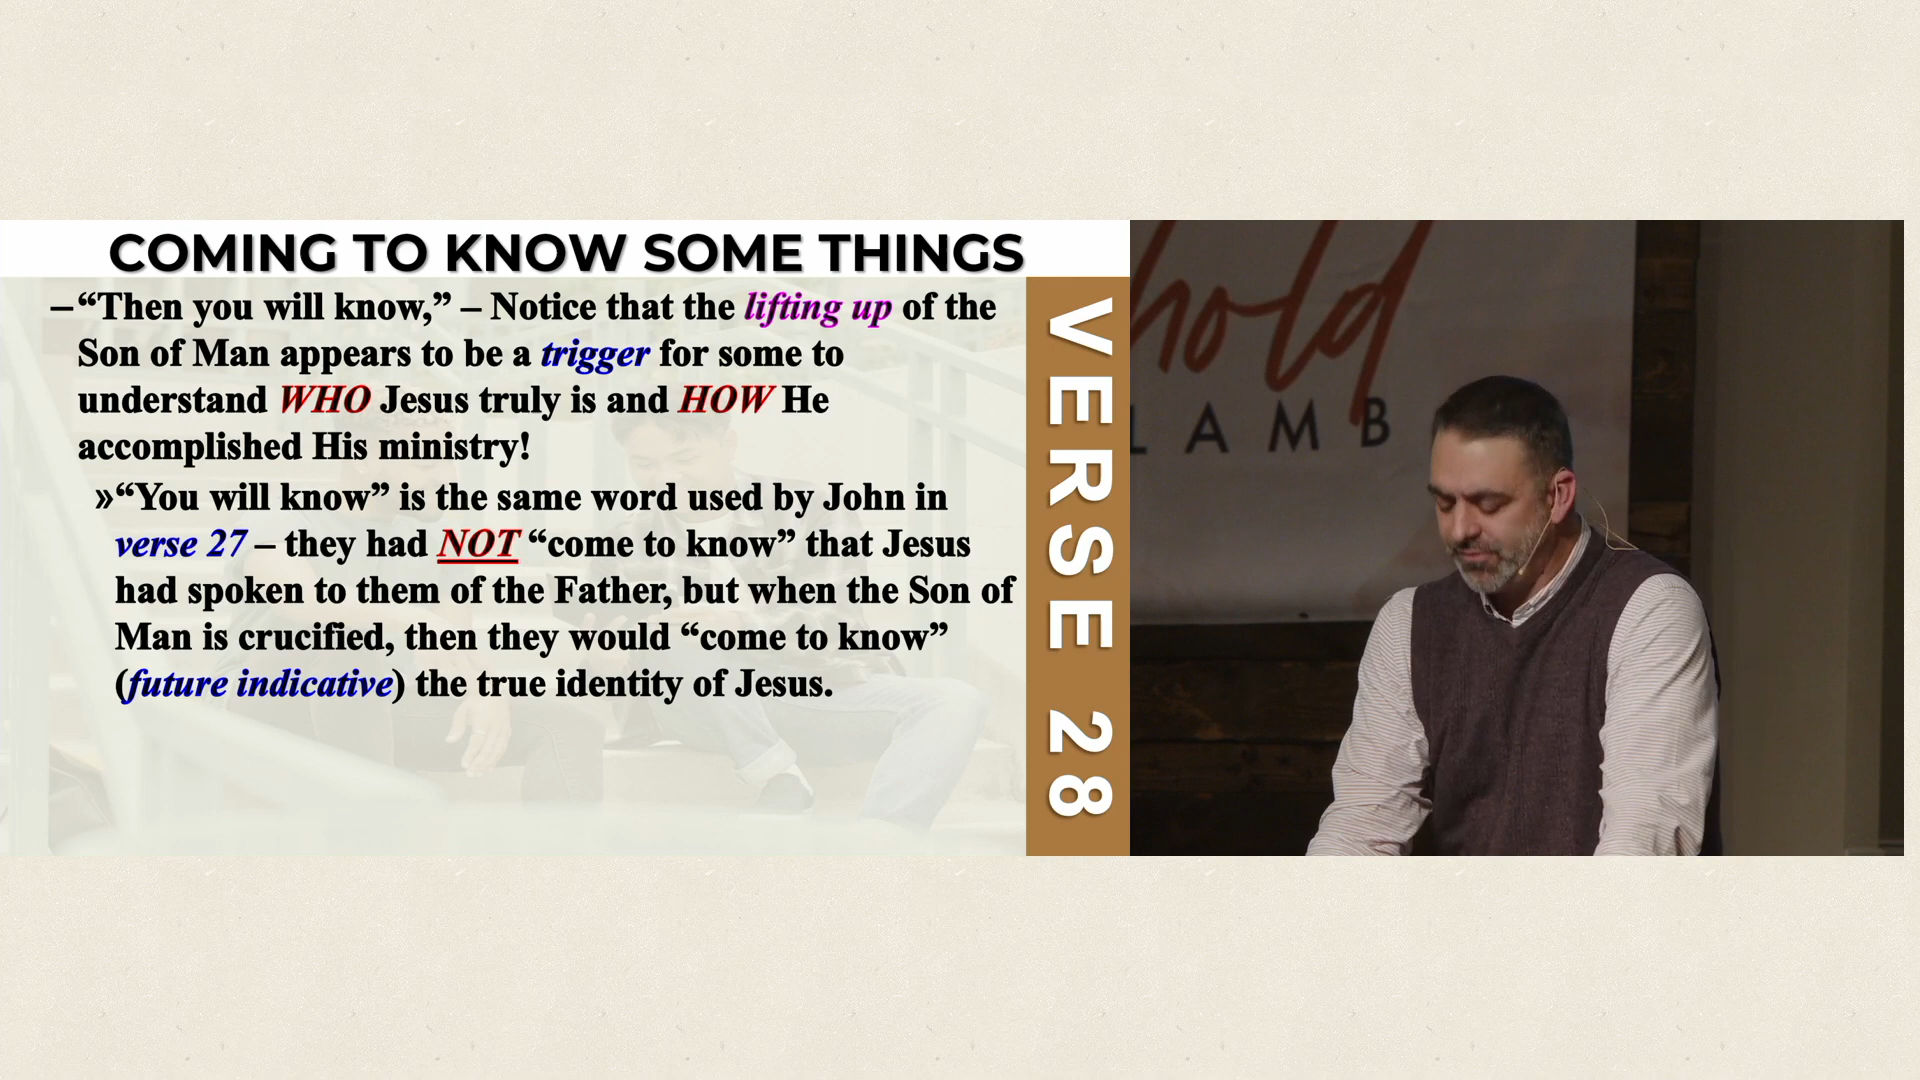 COMING TO KNOW SOME THINGS
– “Then you will know,” – Notice that the lifting up of the
Son of Man appears to be a trigger for some to
understand WHO Jesus truly is and HOW He
accomplished His ministry!
» “You will know” is the same word used by John in
verse 27 – they had NOT “come to know” that Jesus
had spoken to them of the Father, but when the Son of
Man is crucified, then they would “come to know”
(future indicative) the true identity of Jesus.
VERSE 28
hold
LAMB